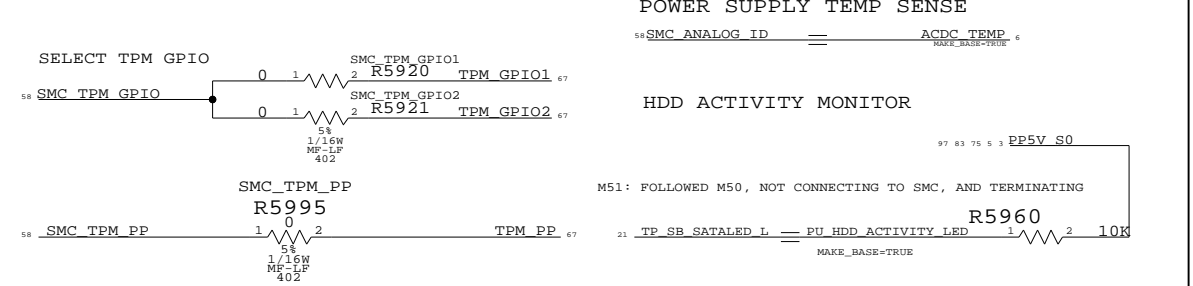 POWER SUPPLY TEMP SENSE
58 SMC_ANALOG_ID
ACDC_TEMP 6
MAKE_BASE=TRUE
SELECT TPM GPIO
58 SMC_TPM_GPIO
0 1 2 SMC_TPM_GPIO1
R5920
TPM_GPIO1 67
0 1 2 SMC_TPM_GPIO2
R5921
TPM_GPIO2 67
5%
1/16W
MF-LF
402
SMC_TPM_PP
R5995
0
58 SMC_TPM_PP
1 2
TPM_PP 67
5%
1/16W
MF-LF
402
HDD ACTIVITY MONITOR
97 83 75 5 3 PP5V_S0
M51: FOLLOWED M50, NOT CONNECTING TO SMC, AND TERMINATING
R5960
21 TP_SB_SATALED_L
PU_HDD_ACTIVITY_LED
1 2
10K
MAKE_BASE=TRUE